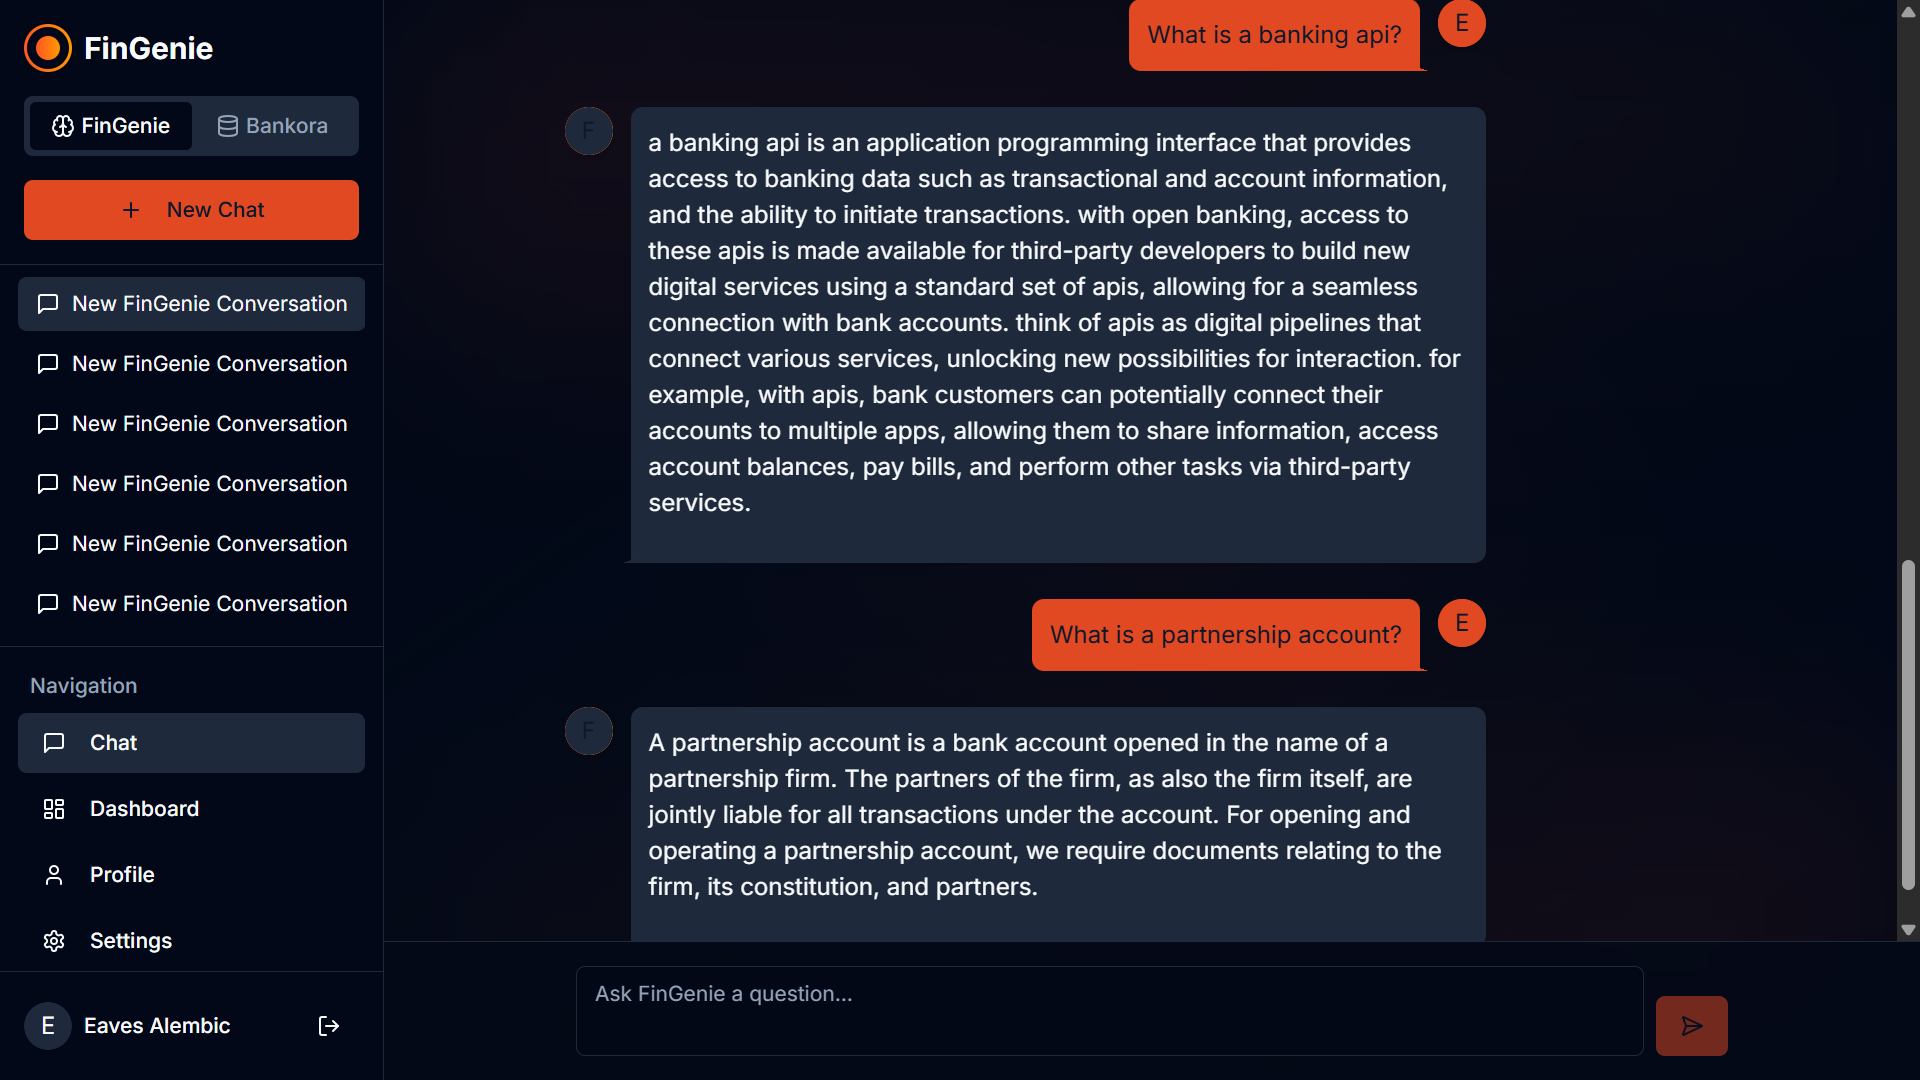 FinGenie
FinGenie
Bankora
New Chat
New FinGenie Conversation
New FinGenie Conversation
New FinGenie Conversation
New FinGenie Conversation
New FinGenie Conversation
New FinGenie Conversation
Navigation
Chat
Dashboard
Profile
Settings
E
Eaves Alembic
What is a banking api?
E
F
a banking api is an application programming interface that provides
access to banking data such as transactional and account information,
and the ability to initiate transactions. with open banking, access to
these apis is made available for third-party developers to build new
digital services using a standard set of apis, allowing for a seamless
connection with bank accounts. think of apis as digital pipelines that
connect various services, unlocking new possibilities for interaction. for
example, with apis, bank customers can potentially connect their
accounts to multiple apps, allowing them to share information, access
account balances, pay bills, and perform other tasks via third-party
services.
What is a partnership account?
E
F
A partnership account is a bank account opened in the name of a
partnership firm. The partners of the firm, as also the firm itself, are
jointly liable for all transactions under the account. For opening and
operating a partnership account, we require documents relating to the
firm, its constitution, and partners.
Ask FinGenie a question...